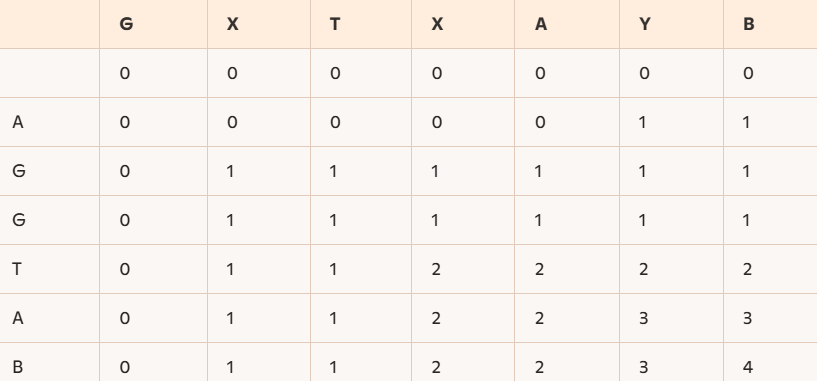 G X T X A Y B
0 0 0 0 0 0 0
A 0 0 0 0 0 1 1
G 0 1 1 1 1 1 1
G 0 1 1 1 1 1 1
T 0 1 1 2 2 2 2
A 0 1 1 2 2 3 3
B 0 1 1 2 2 3 4